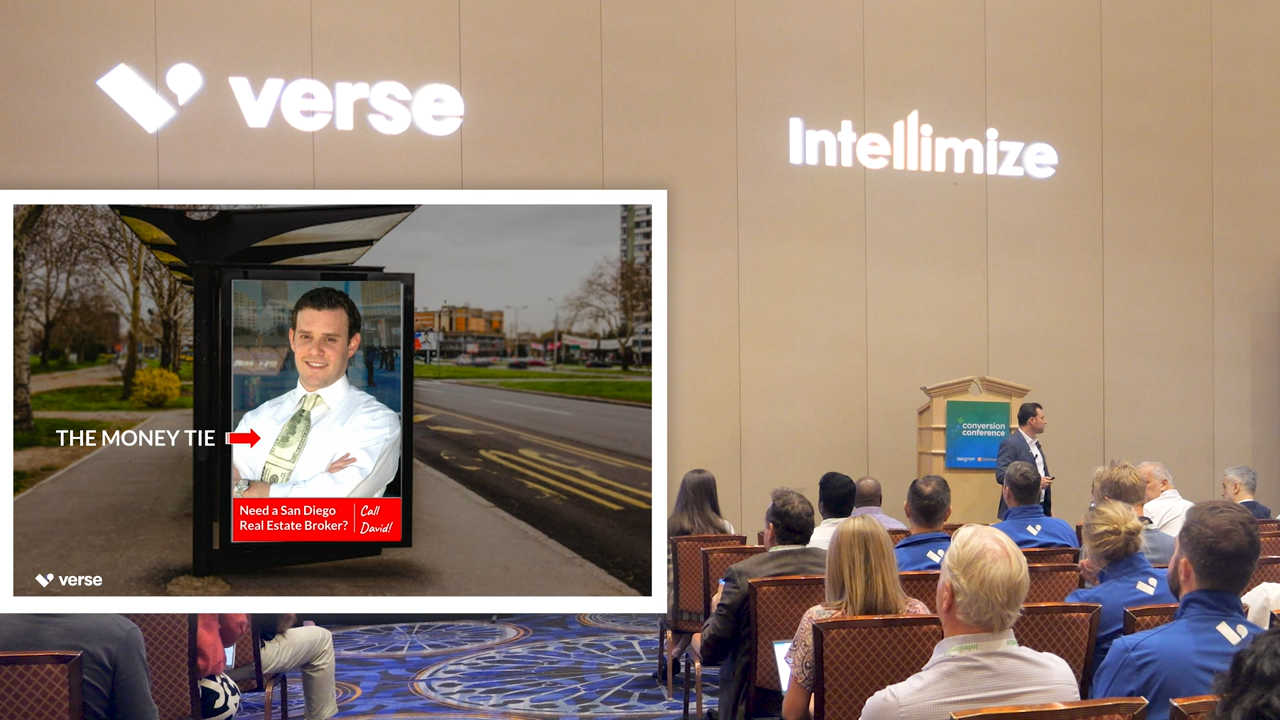 verse
Intellimize
THE MONEY TIE
Need a San Diego
Real Estate Broker?
Call
David!
verse
conversion
conference